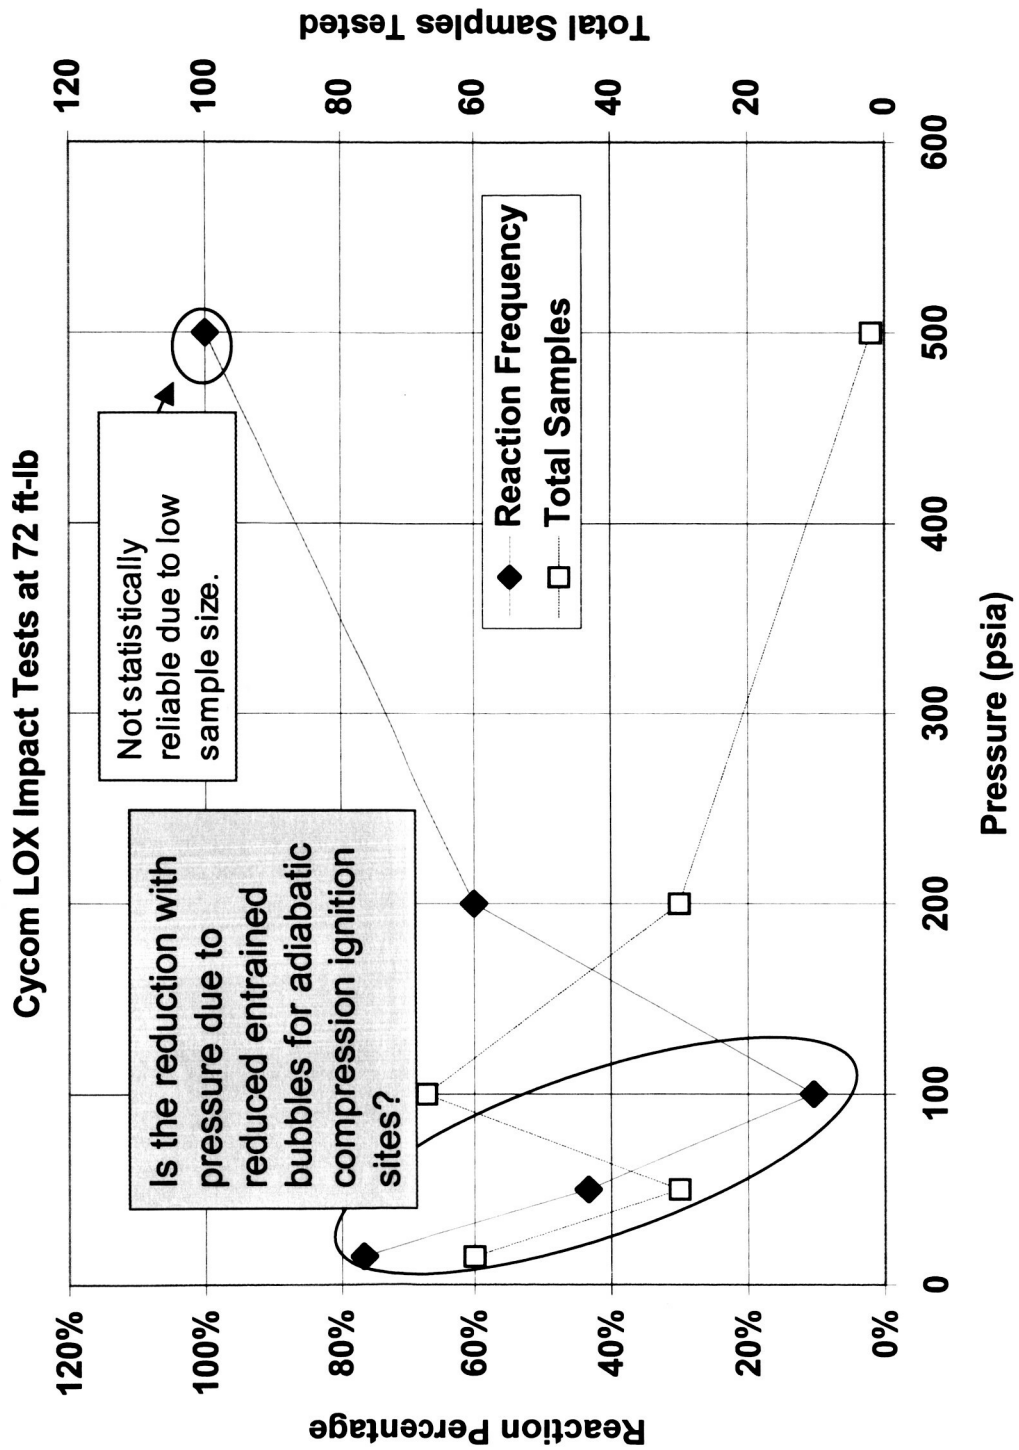 Cycom LOX Impact Tests at 72 ft-lb
120%
100%
80%
60%
40%
20%
0%
Reaction Percentage
Is the reduction with
pressure due to
reduced entrained
bubbles for adiabatic
compression ignition
sites?
Not statistically
reliable due to low
sample size.
Reaction Frequency
Total Samples
120
100
80
60
40
20
0
Total Samples Tested
0
100
200
300
400
500
600
Pressure (psia)